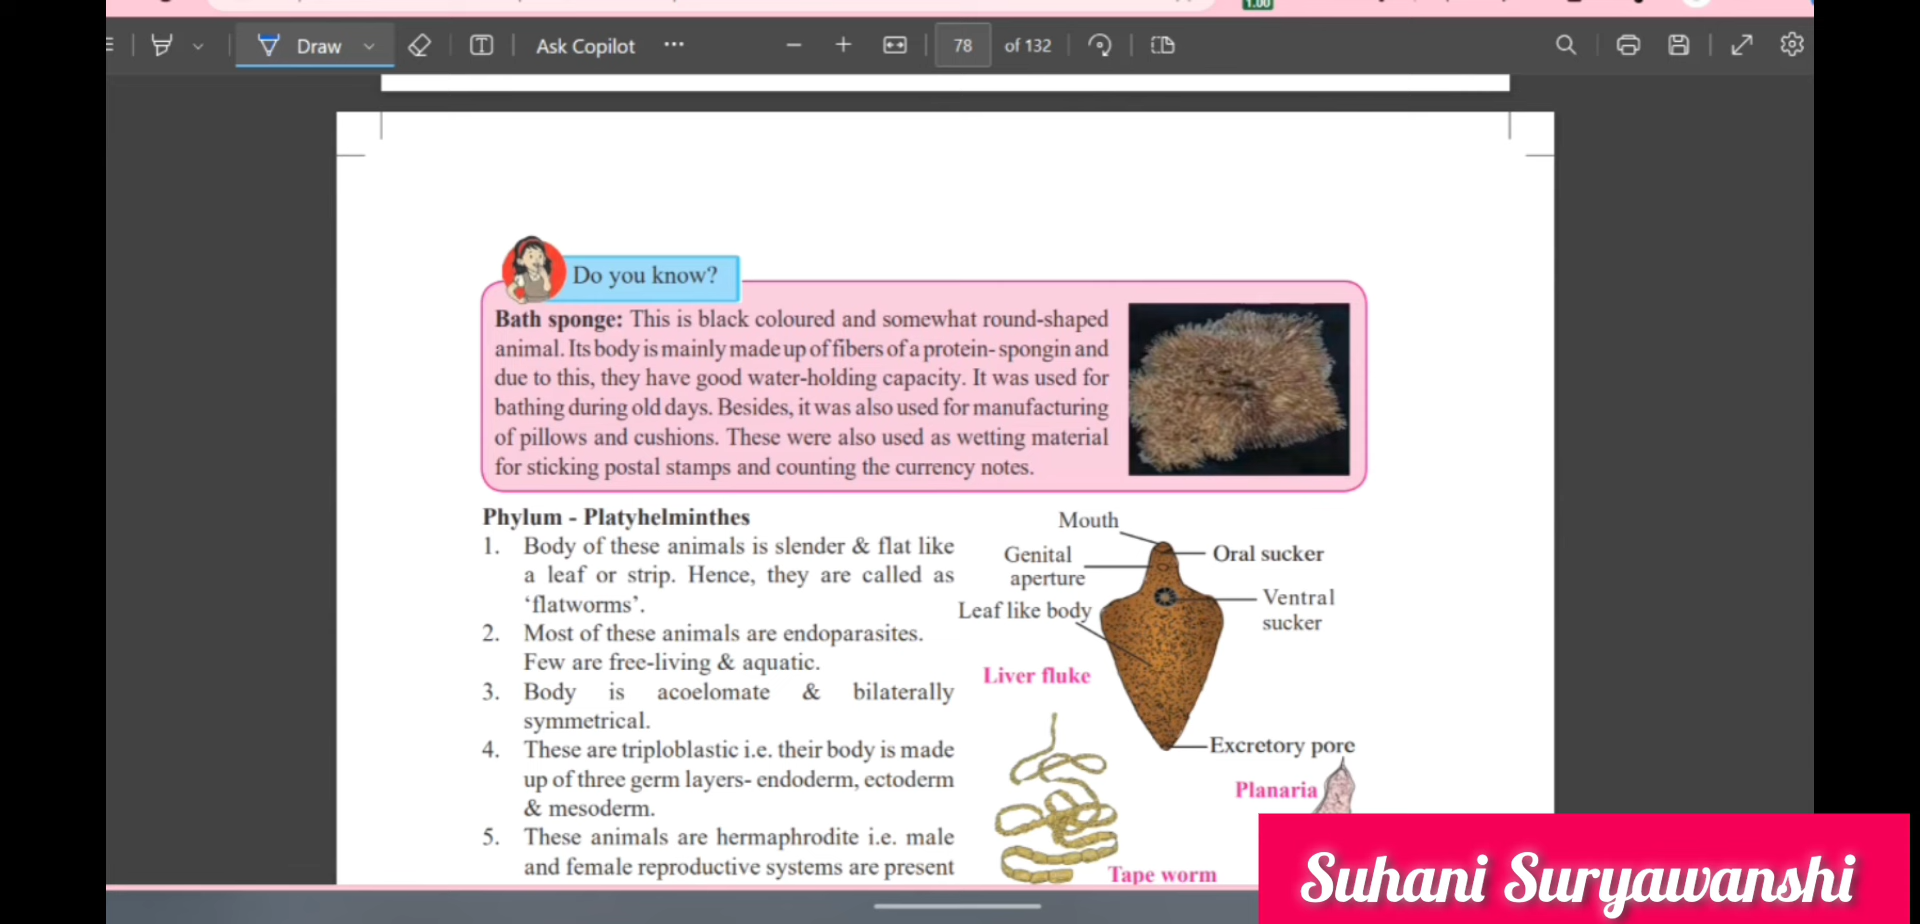 1.00
Draw
Ask Copilot
78 of 132
Do you know?
Bath sponge: This is black coloured and somewhat round-shaped
animal. Its body is mainly made up of fibers of a protein- spongin and
due to this, they have good water-holding capacity. It was used for
bathing during old days. Besides, it was also used for manufacturing
of pillows and cushions. These were also used as wetting material
for sticking postal stamps and counting the currency notes.
Phylum - Platyhelminthes
1. Body of these animals is slender & flat like
a leaf or strip. Hence, they are called as
‘flatworms’.
2. Most of these animals are endoparasites.
Few are free-living & aquatic.
3. Body is acoelomate & bilaterally
symmetrical.
4. These are triploblastic i.e. their body is made
up of three germ layers- endoderm, ectoderm
& mesoderm.
5. These animals are hermaphrodite i.e. male
and female reproductive systems are present
Mouth
Genital
aperture
Oral sucker
Leaf like body
Ventral
sucker
Liver fluke
Excretory pore
Planaria
Tape worm
Suhani Suryawanshi